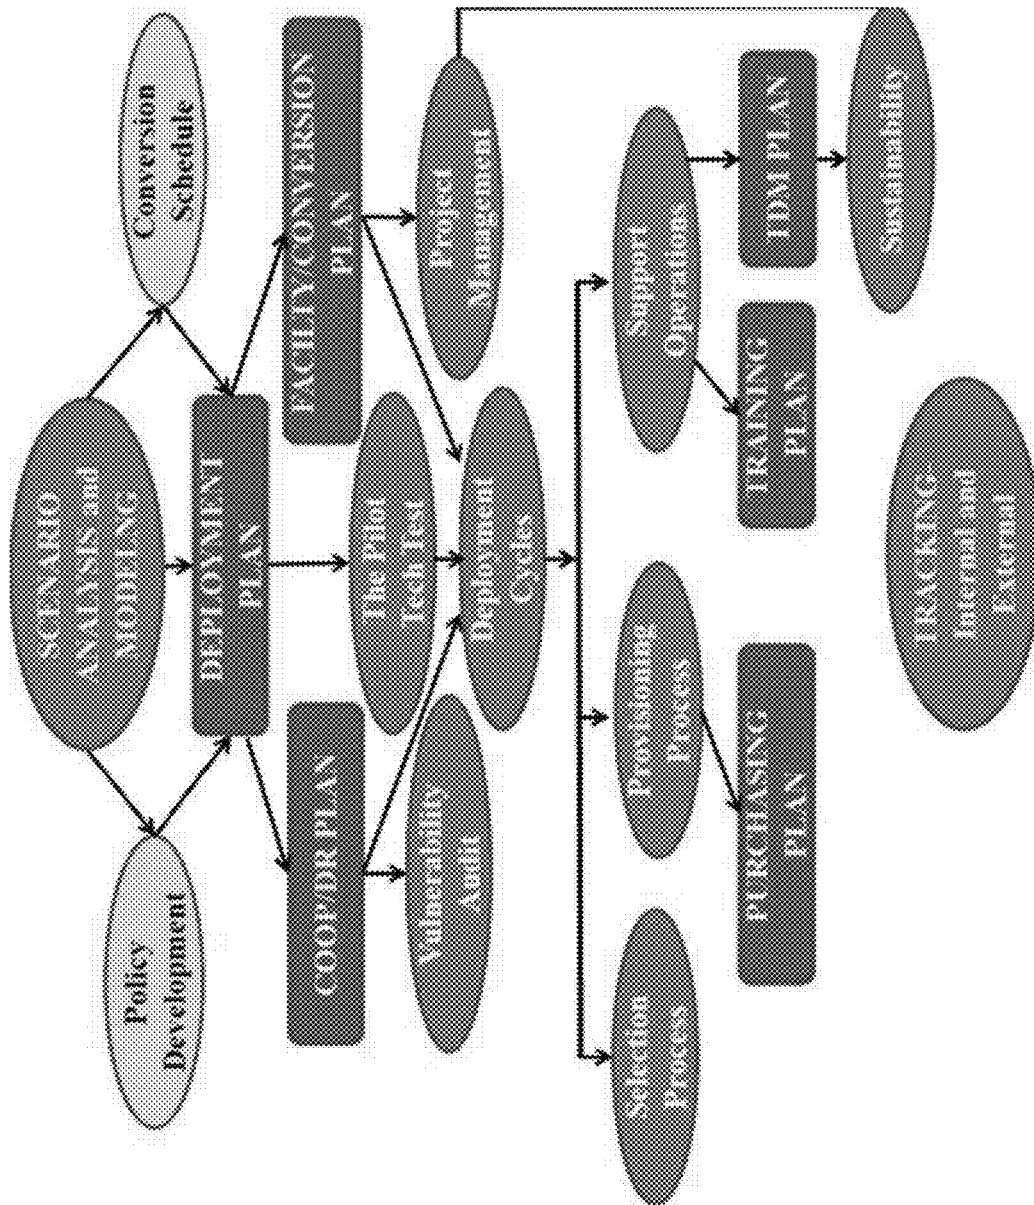 SCENARIO
ANALYSIS and
MODELING
Policy
Development
Conversion
Schedule
DEPLOYMENT
PLAN
COOP/DR PLAN
FACILITY/CONVERSION
PLAN
Vulnerability
Audit
The Pilot
Tech Test
Project
Management
Deployment
Cycles
Selection
Process
Provisioning
Process
Support
Operations
PURCHASING
PLAN
TRAINING
PLAN
TDM PLAN
TRACKING-
Internal and
External
Sustainability